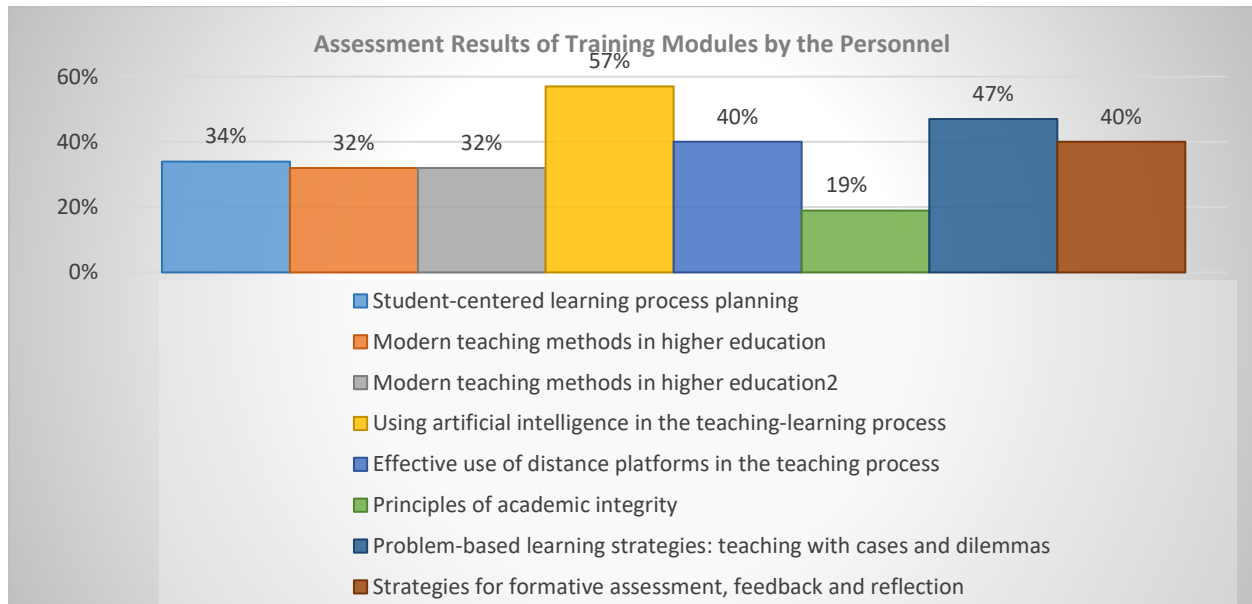 Assessment Results of Training Modules by the Personnel
57%
60%
47%
40%
40%
34%
32%
32%
40%
19%
20%
0%
Student-centered learning process planning
Modern teaching methods in higher education
Modern teaching methods in higher education2
Using artificial intelligence in the teaching-learning process
Effective use of distance platforms in the teaching process
Principles of academic integrity
Problem-based learning strategies: teaching with cases and dilemmas
Strategies for formative assessment, feedback and reflection